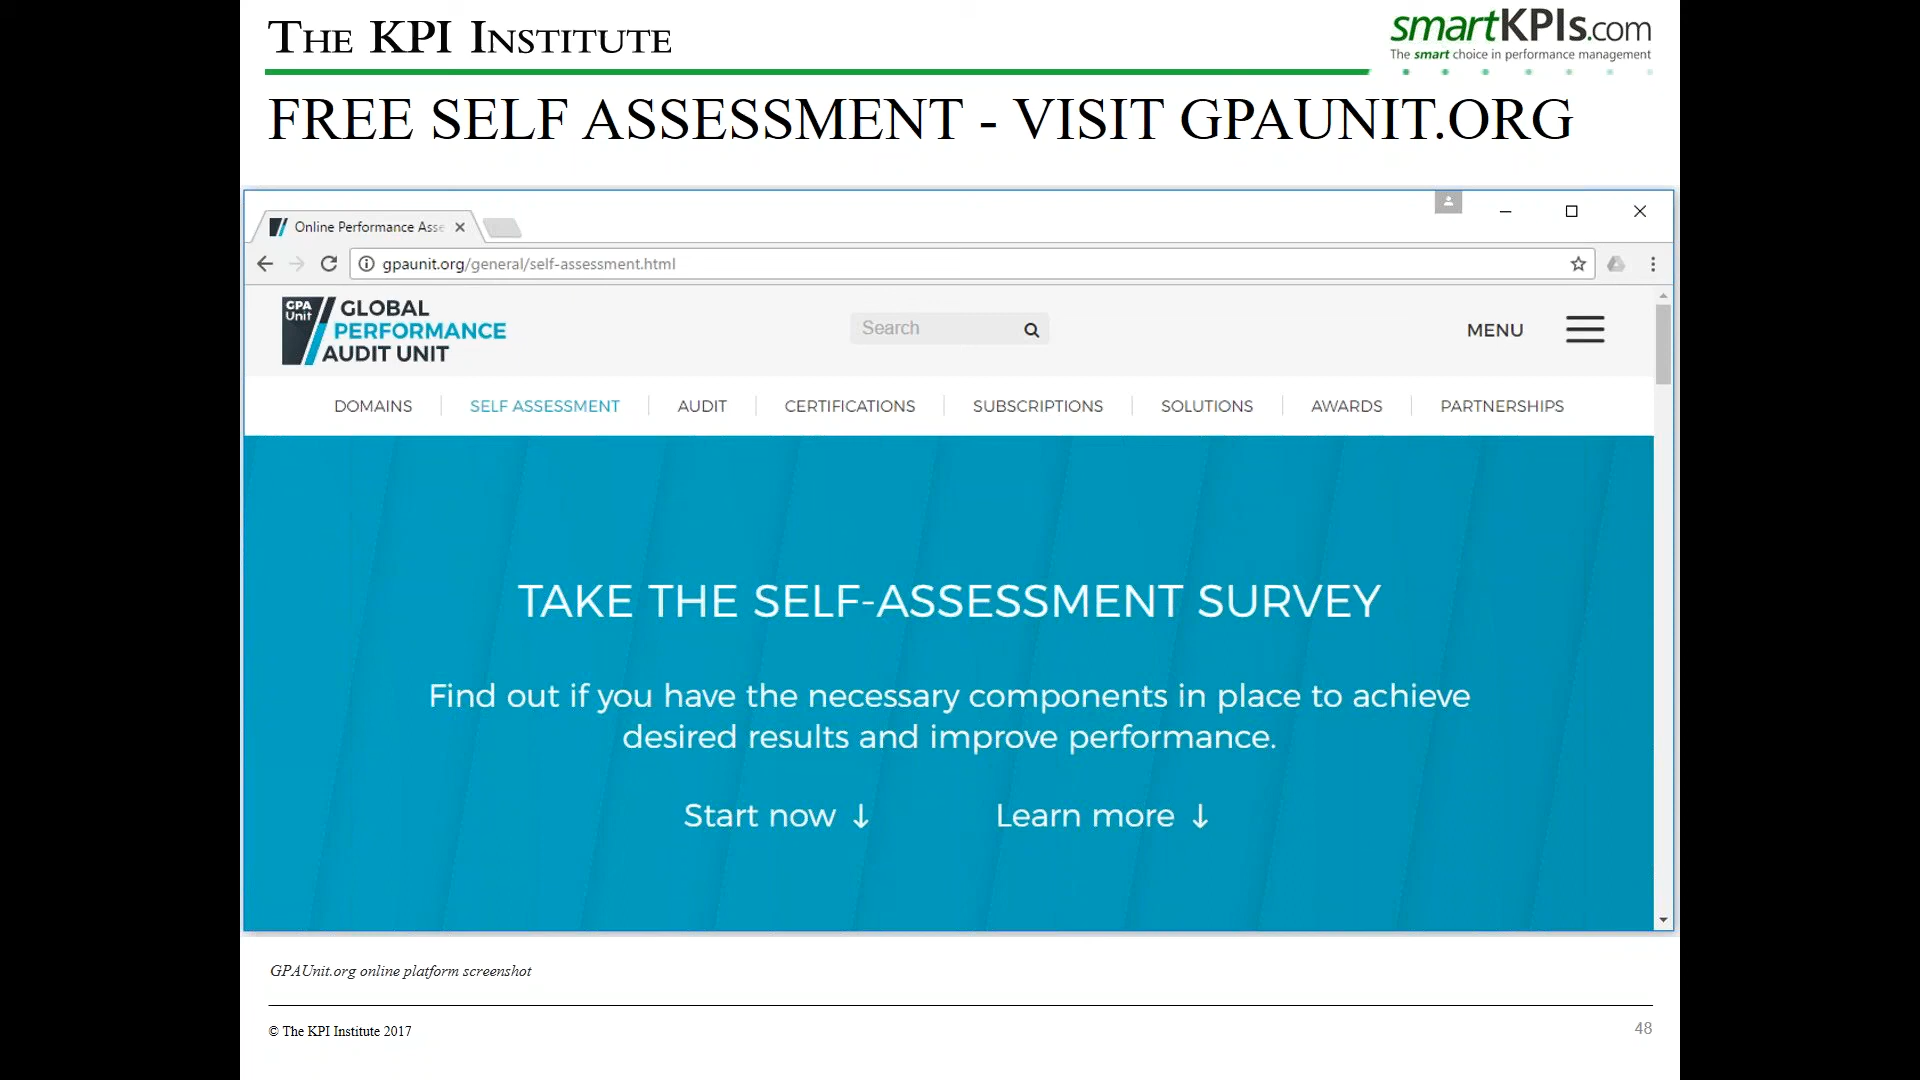 THE KPI INSTITUTE
smartKPIs.com
The smart choice in performance management
FREE SELF ASSESSMENT - VISIT GPAUNIT.ORG
Online Performance Asse
gpaunit.org/general/self-assessment.html
GPA
Unit
GLOBAL
PERFORMANCE
AUDIT UNIT
Search
MENU
DOMAINS
SELF ASSESSMENT
AUDIT
CERTIFICATIONS
SUBSCRIPTIONS
SOLUTIONS
AWARDS
PARTNERSHIPS
TAKE THE SELF-ASSESSMENT SURVEY
Find out if you have the necessary components in place to achieve
desired results and improve performance.
Start now ↓
Learn more ↓
GPAUnit.org online platform screenshot
© The KPI Institute 2017
48